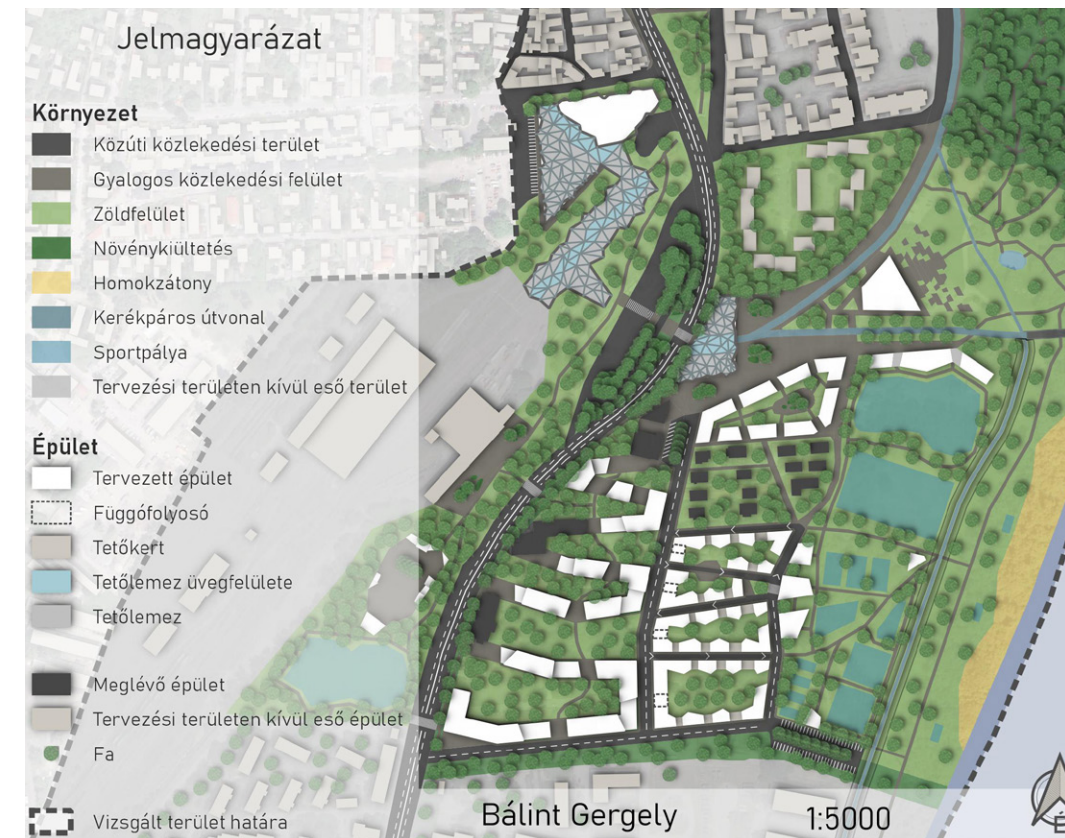 Jelmagyarázat
Környezet
Közúti közlekedési terület
Gyalogos közlekedési felület
Zöldfelület
Növénykiültetés
Homokzátony
Kerékpáros útvonal
Sportpálya
Tervezési területen kívül eső terület
Épület
Tervezett épület
Függőfolyosó
Tetőkert
Tetőlemez üvegfelülete
Tetőlemez
Meglévő épület
Tervezési területen kívül eső épület
Fa
Vizsgált terület határa
Bálint Gergely
1:5000
É